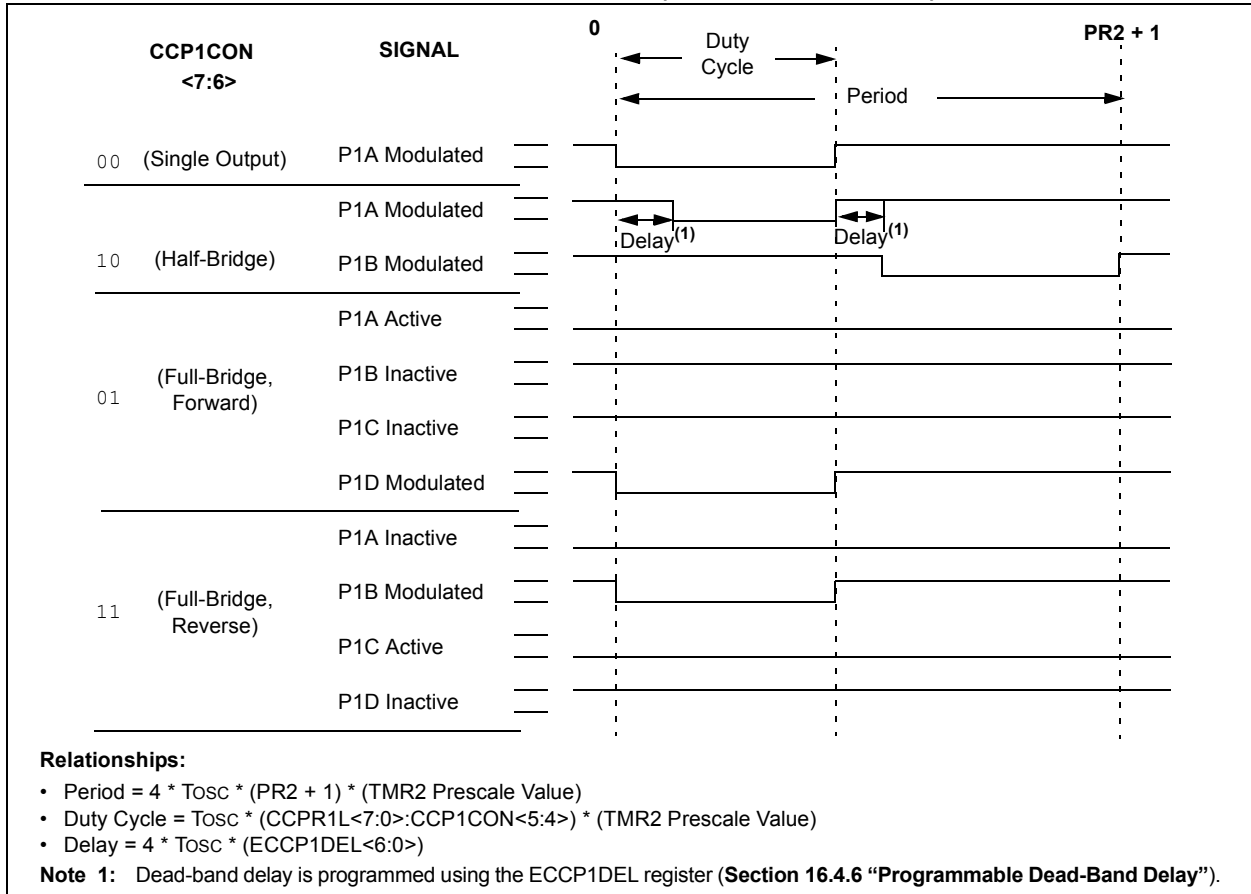 0
PR2 + 1
CCP1CON
<7:6>
SIGNAL
Duty
Cycle
Period
00 (Single Output) P1A Modulated
P1A Modulated
Delay(1) Delay(1)
10 (Half-Bridge) P1B Modulated
P1A Active
01 (Full-Bridge,
Forward)
P1B Inactive
P1C Inactive
P1D Modulated
P1A Inactive
11 (Full-Bridge,
Reverse)
P1B Modulated
P1C Active
P1D Inactive
Relationships:
• Period = 4 * TOSC * (PR2 + 1) * (TMR2 Prescale Value)
• Duty Cycle = TOSC * (CCPR1L<7:0>:CCP1CON<5:4>) * (TMR2 Prescale Value)
• Delay = 4 * TOSC * (ECCP1DEL<6:0>)
Note 1: Dead-band delay is programmed using the ECCP1DEL register (Section 16.4.6 “Programmable Dead-Band Delay”).